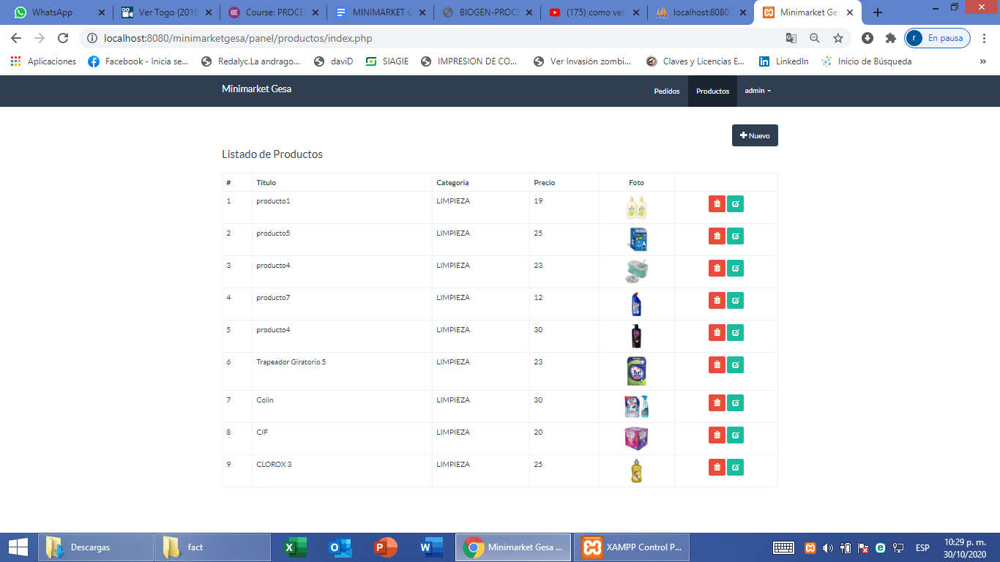 WhatsApp
Ver Togo (2019
Course: PROCE
MINIMARKET G
BIOGEN-PROCE
(175) como ver
localhost:8080
Minimarket Ge
localhost:8080/minimarketgesa/panel/productos/index.php
r En pausa
Aplicaciones
Facebook - Inicia se...
Redalyc.La andrago...
daviD
SIAGIE
IMPRESION DE CO...
Ver Invasión zombi...
Claves y Licencias E...
LinkedIn
Inicio de Búsqueda
»
Minimarket Gesa
Pedidos
Productos
admin
Nuevo
Listado de Productos
# Titulo Categoria Precio Foto
1 producto1 LIMPIEZA 19
2 producto5 LIMPIEZA 25
3 producto4 LIMPIEZA 23
4 producto7 LIMPIEZA 12
5 producto4 LIMPIEZA 30
6 Trapeador Giratorio 5 LIMPIEZA 23
7 Colín LIMPIEZA 30
8 CIF LIMPIEZA 20
9 CLOROX 3 LIMPIEZA 25
Descargas
fact
Minimarket Gesa ...
XAMPP Control P...
ESP
10:29 p. m.
30/10/2020